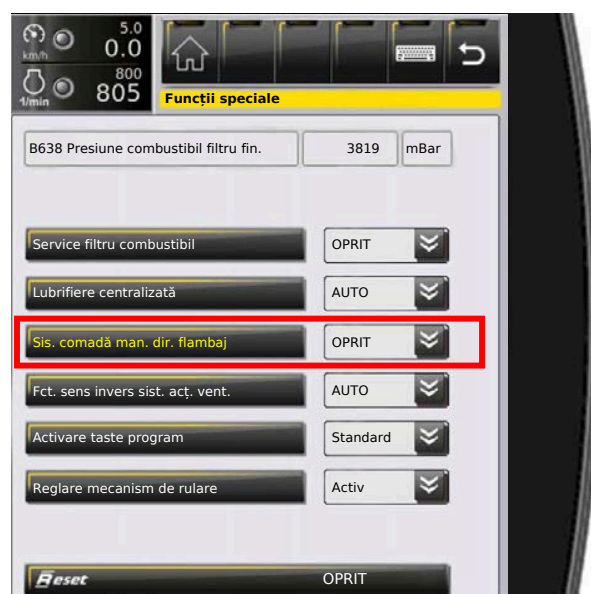 5.0
km/h 0.0
800
1/min 805
Funcții speciale
B638 Presiune combustibil filtru fin. 3819 mBar
Service filtru combustibil OPRIT
Lubrifiere centralizată AUTO
Sis. comadă man. dir. flambaj OPRIT
Fct. sens invers sist. acț. vent. AUTO
Activare taste program Standard
Reglare mecanism de rulare Activ
Reset OPRIT